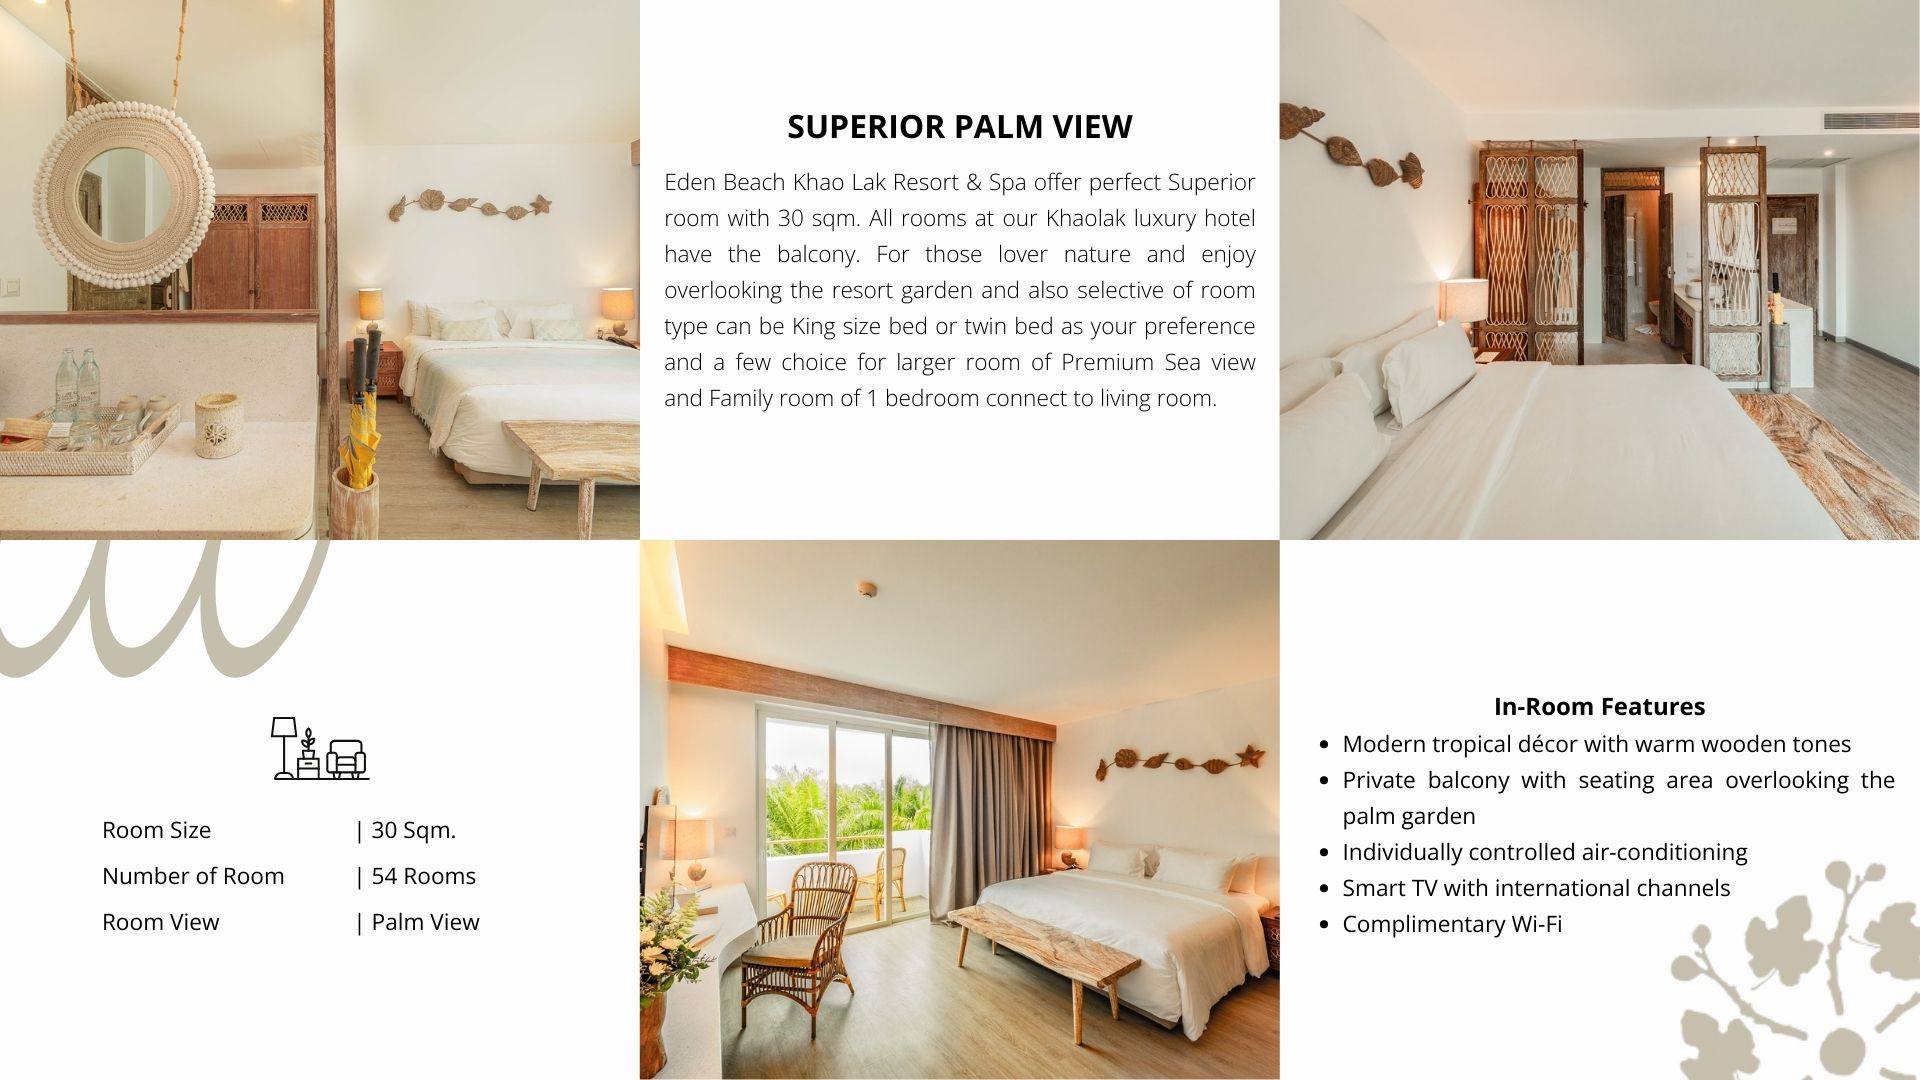 SUPERIOR PALM VIEW
Eden Beach Khao Lak Resort & Spa offer perfect Superior
room with 30 sqm. All rooms at our Khaolak luxury hotel
have the balcony. For those lover nature and enjoy
overlooking the resort garden and also selective of room
type can be King size bed or twin bed as your preference
and a few choice for larger room of Premium Sea view
and Family room of 1 bedroom connect to living room.
Room Size | 30 Sqm.
Number of Room | 54 Rooms
Room View | Palm View
In-Room Features
• Modern tropical décor with warm wooden tones
• Private balcony with seating area overlooking the
palm garden
• Individually controlled air-conditioning
• Smart TV with international channels
• Complimentary Wi-Fi